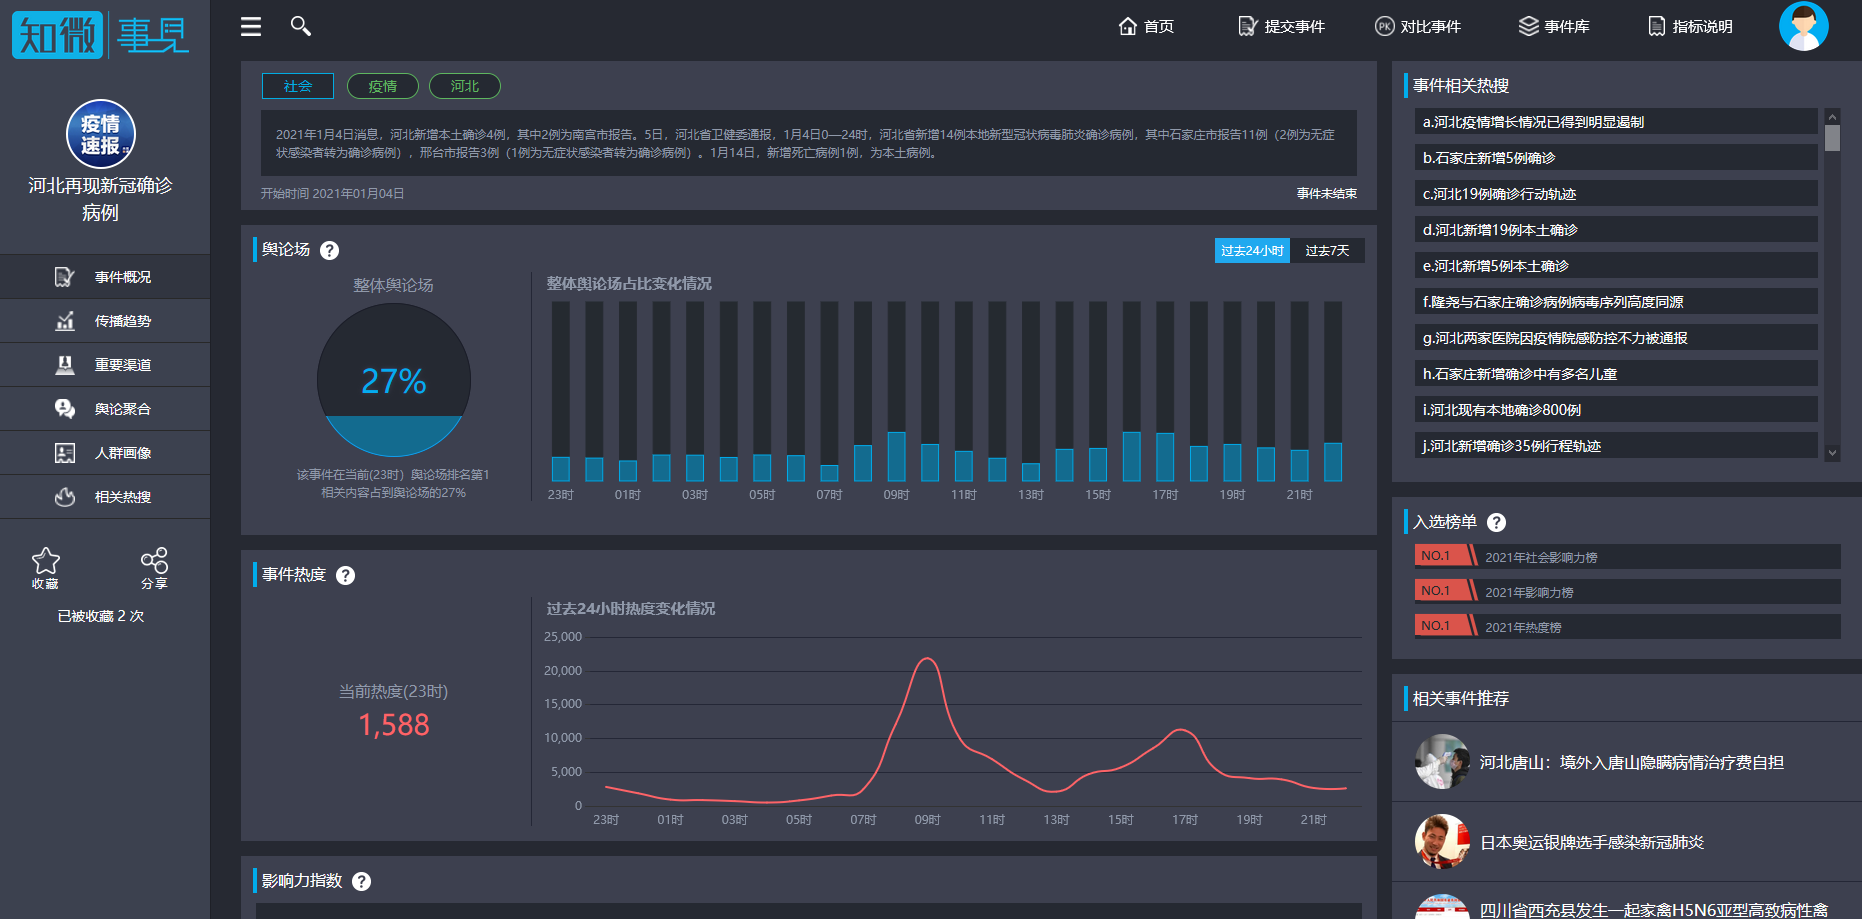 知微 事见
首页
提交事件
PK 对比事件
事件库
指标说明
疫情
速报
河北再现新冠确诊
病例
事件概况
传播趋势
重要渠道
舆论聚合
人群画像
相关热搜
收藏
分享
已被收藏 2 次
社会
疫情
河北
2021年1月4日消息，河北新增本土确诊4例，其中2例为南宫市报告。5日，河北省卫健委通报，1月4日0—24时，河北省新增14例本地新型冠状病毒肺炎确诊病例，其中石家庄市报告11例（2例为无症
状感染者转为确诊病例），邢台市报告3例（1例为无症状感染者转为确诊病例）。1月14日，新增死亡病例1例，为本土病例。
开始时间 2021年01月04日
事件未结束
舆论场 ?
过去24小时
过去7天
整体舆论场
27%
该事件在当前(23时）舆论场排名第1
相关内容占到舆论场的27%
整体舆论场占比变化情况
23时 01时 03时 05时 07时 09时 11时 13时 15时 17时 19时 21时
事件热度 ?
当前热度(23时)
1,588
过去24小时热度变化情况
25,000
20,000
15,000
10,000
5,000
0
23时 01时 03时 05时 07时 09时 11时 13时 15时 17时 19时 21时
影响力指数 ?
事件相关热搜
a.河北疫情增长情况已得到明显遏制
b.石家庄新增5例确诊
c.河北19例确诊行动轨迹
d.河北新增19例本土确诊
e.河北新增5例本土确诊
f.隆尧与石家庄确诊病例病毒序列高度同源
g.河北两家医院因疫情院感防控不力被通报
h.石家庄新增确诊中有多名儿童
i.河北现有本地确诊800例
j.河北新增确诊35例行程轨迹
入选榜单 ?
NO.1 2021年社会影响力榜
NO.1 2021年影响力榜
NO.1 2021年热度榜
相关事件推荐
河北唐山：境外入唐山隐瞒病情治疗费自担
日本奥运银牌选手感染新冠肺炎
四川省西充县发生一起家禽H5N6亚型高致病性禽